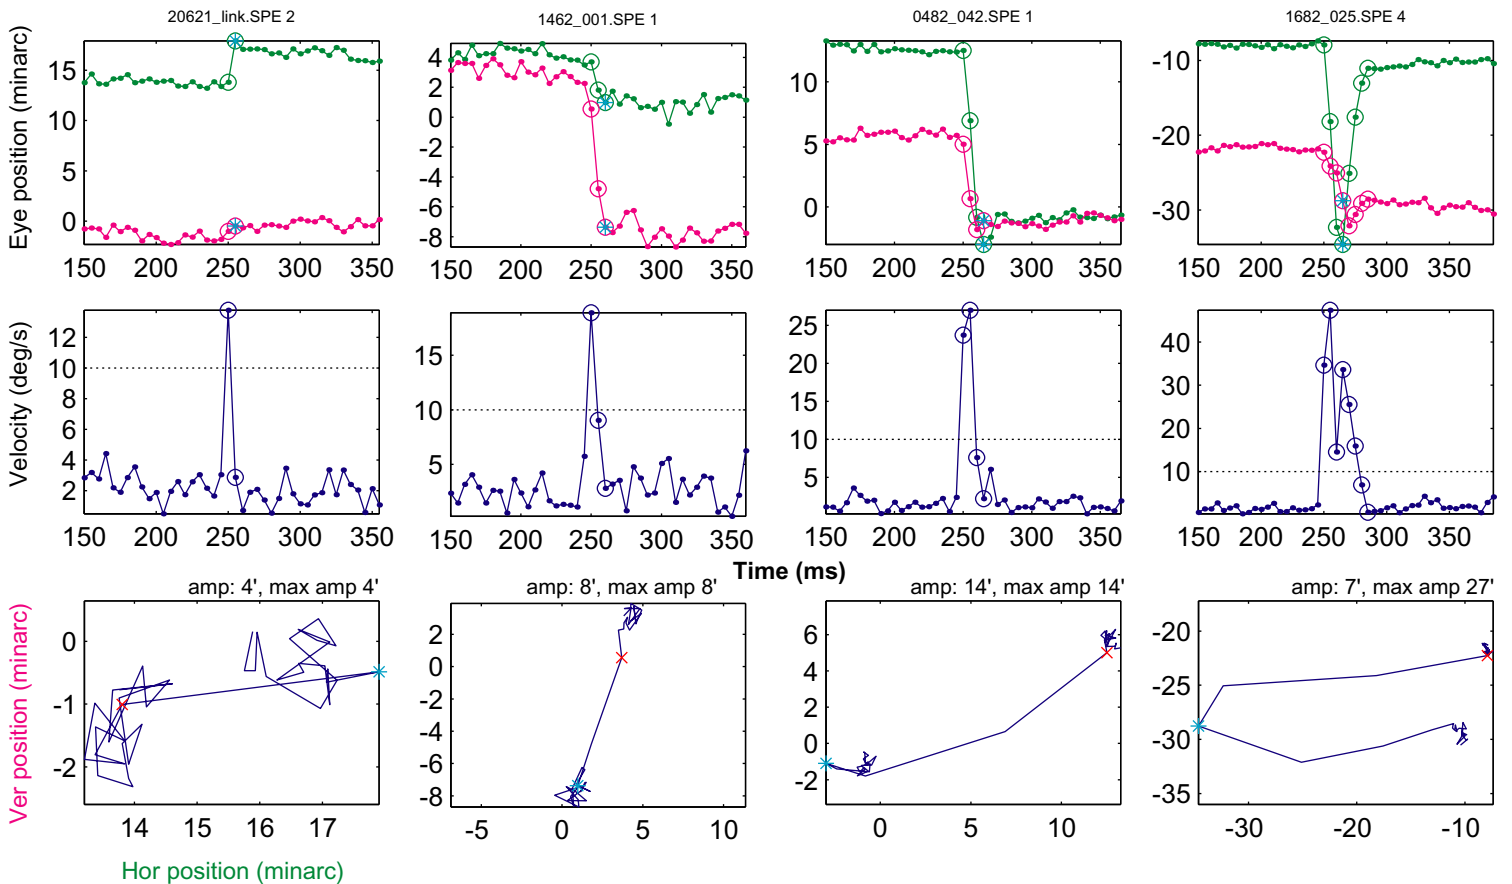 20621_link.SPE 2
1462_001.SPE 1
0482_042.SPE 1
1682_025.SPE 4
Eye position (minarc)
15
10
5
0
150 200 250 300 350
4
2
0
-2
-4
-6
-8
150 200 250 300 350
10
5
0
150 200 250 300 350
-10
-20
-30
150 200 250 300 350
Velocity (deg/s)
12
10
8
6
4
2
150 200 250 300 350
15
10
5
150 200 250 300 350
25
20
15
10
5
150 200 250 300 350
40
30
20
10
150 200 250 300 350
Time (ms)
amp: 4', max amp 4'
amp: 8', max amp 8'
amp: 14', max amp 14'
amp: 7', max amp 27'
Ver position (minarc)
0
-1
-2
14 15 16 17
2
0
-2
-4
-6
-8
-5 0 5 10
6
4
2
0
-2
0 5 10
-20
-25
-30
-35
-30 -20 -10
Hor position (minarc)